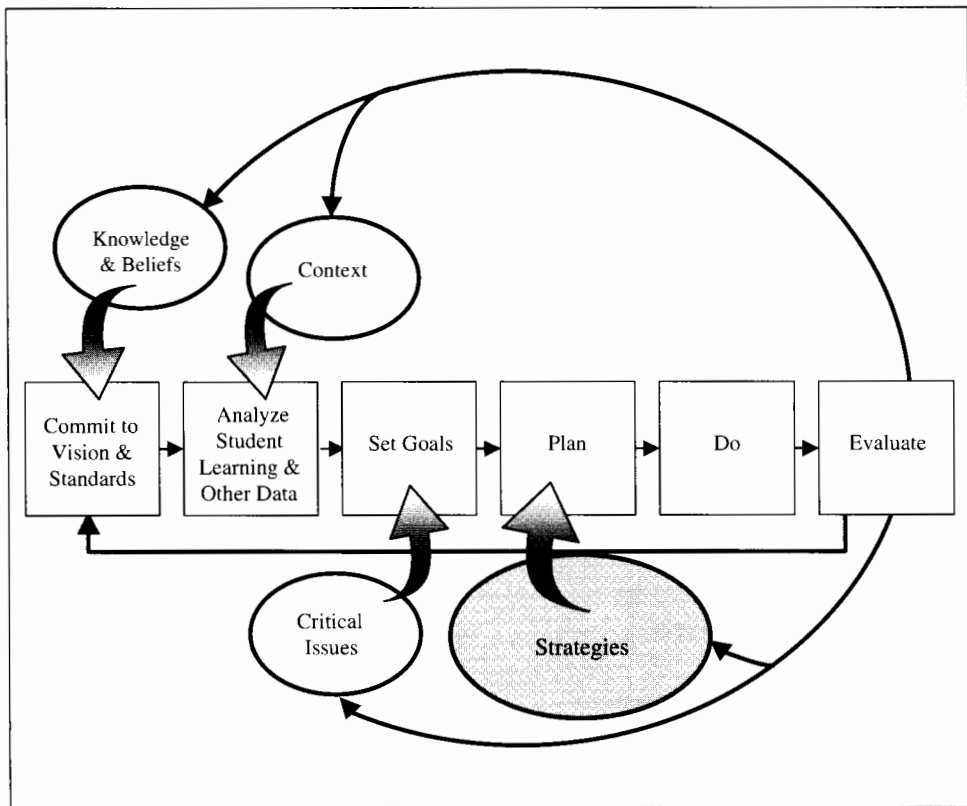 Knowledge
& Beliefs
Context
Commit to
Vision &
Standards
Analyze
Student
Learning &
Other Data
Set Goals
Plan
Do
Evaluate
Critical
Issues
Strategies